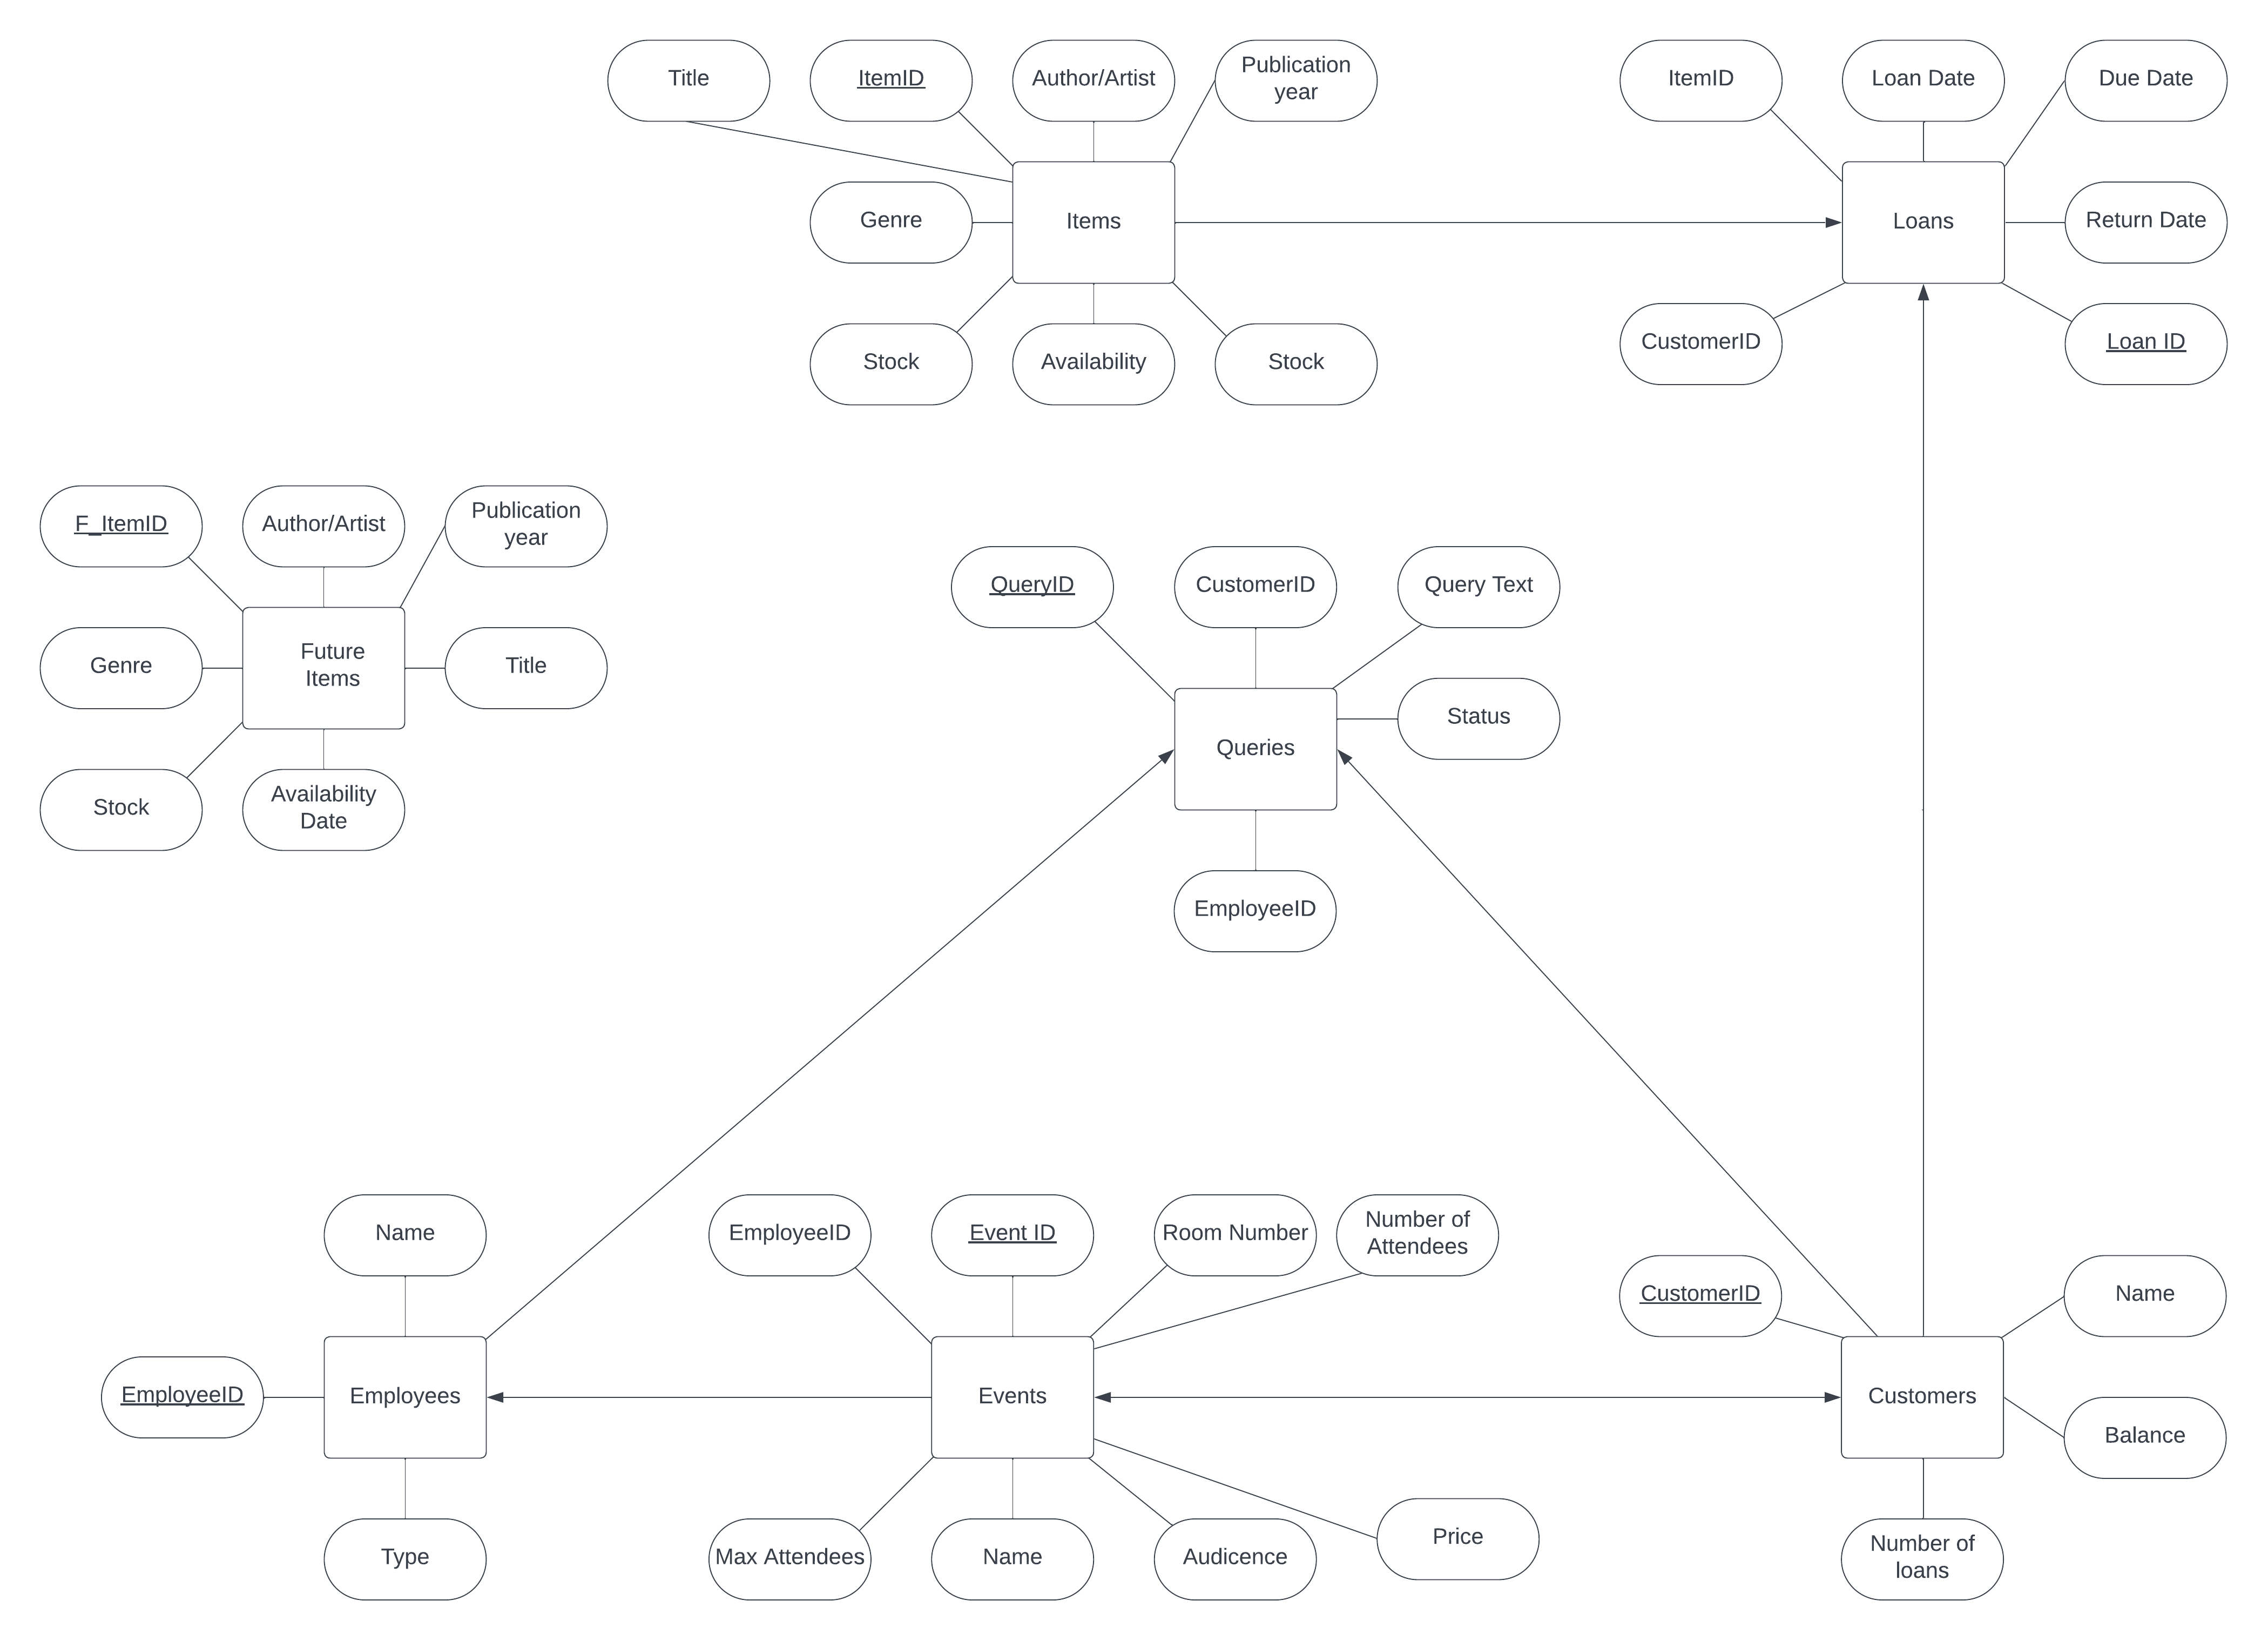 Title
ItemID
Author/Artist
Publication
year
ItemID
Loan Date
Due Date
Genre
Items
Loans
Return Date
Stock
Availability
Stock
CustomerID
Loan ID
F_ItemID
Author/Artist
Publication
year
QueryID
CustomerID
Query Text
Genre
Future
Items
Title
Status
Queries
Stock
Availability
Date
EmployeeID
Name
EmployeeID
Event ID
Room Number
Number of
Attendees
CustomerID
Name
EmployeeID
Employees
Events
Customers
Balance
Type
Max Attendees
Name
Audicence
Price
Number of
loans